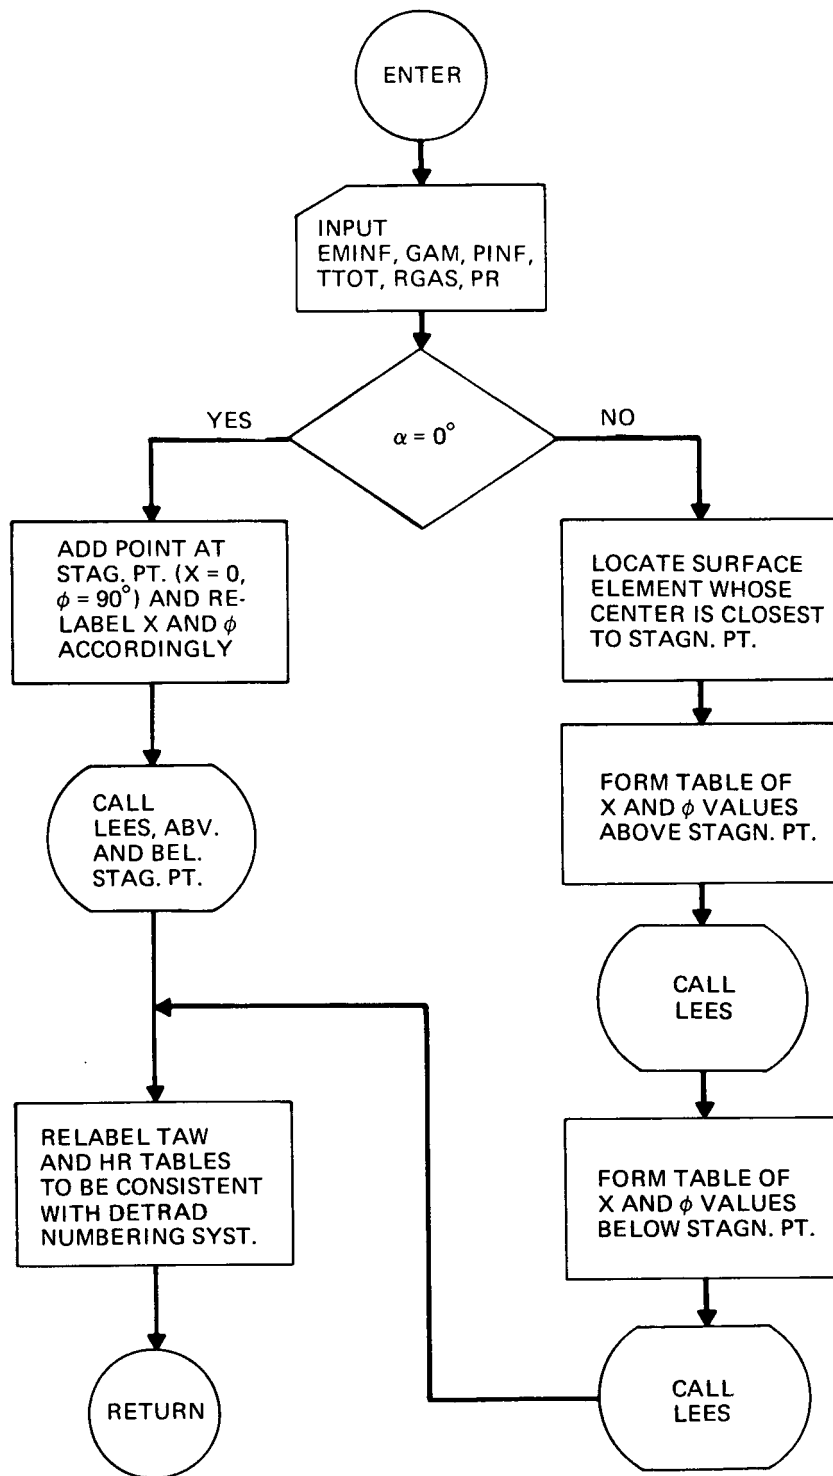 ENTER
INPUT
EMINF, GAM, PINF,
TTOT, RGAS, PR
α = 0°
YES
NO
ADD POINT AT
STAG. PT. (X = 0,
φ = 90°) AND RE-
LABEL X AND φ
ACCORDINGLY
CALL
LEES, ABV.
AND BEL.
STAG. PT.
LOCATE SURFACE
ELEMENT WHOSE
CENTER IS CLOSEST
TO STAGN. PT.
FORM TABLE OF
X AND φ VALUES
ABOVE STAGN. PT.
CALL
LEES
FORM TABLE OF
X AND φ VALUES
BELOW STAGN. PT.
CALL
LEES
RELABEL TAW
AND HR TABLES
TO BE CONSISTENT
WITH DETRAD
NUMBERING SYST.
RETURN